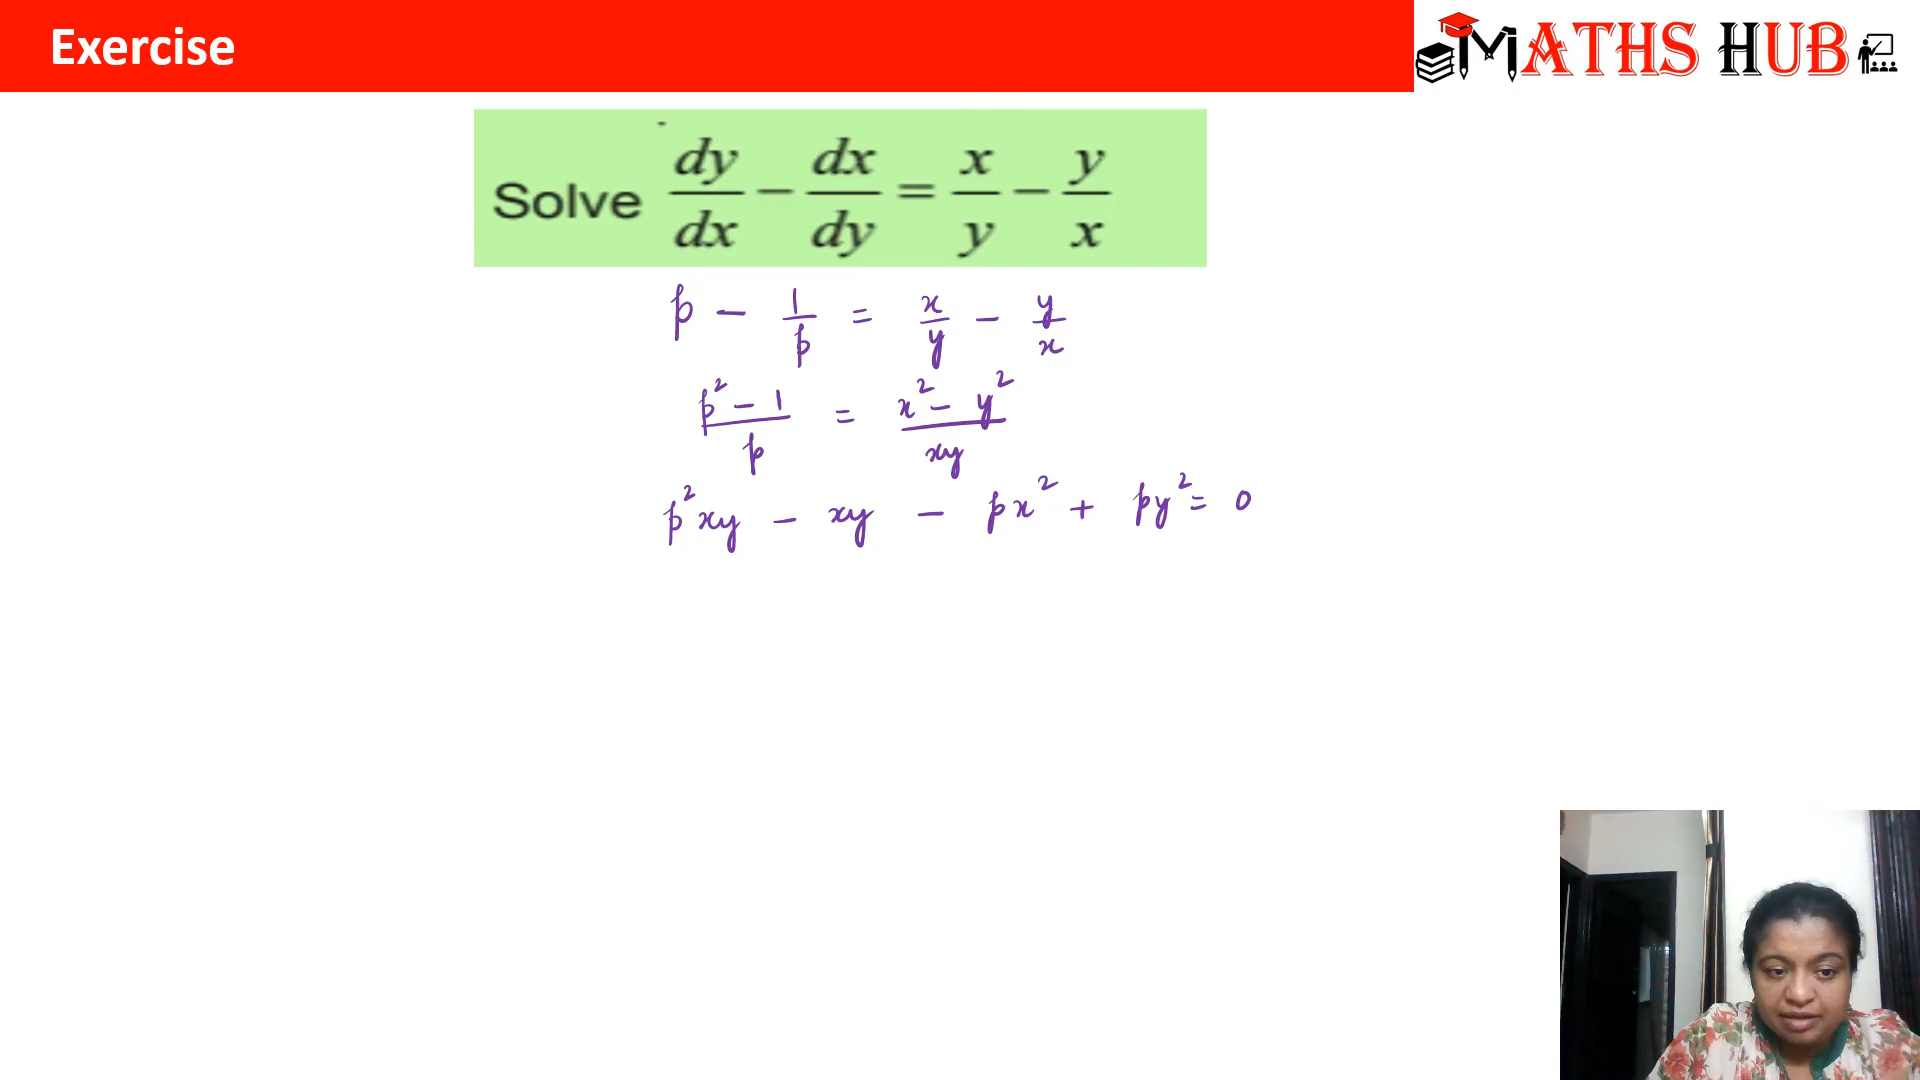 Exercise
MATHS HUB
Solve dy/dx − dx/dy = x/y − y/x
p − 1/p = x/y − y/x
(p² − 1)/p = (x² − y²)/xy
p²xy − xy − px² + py² = 0